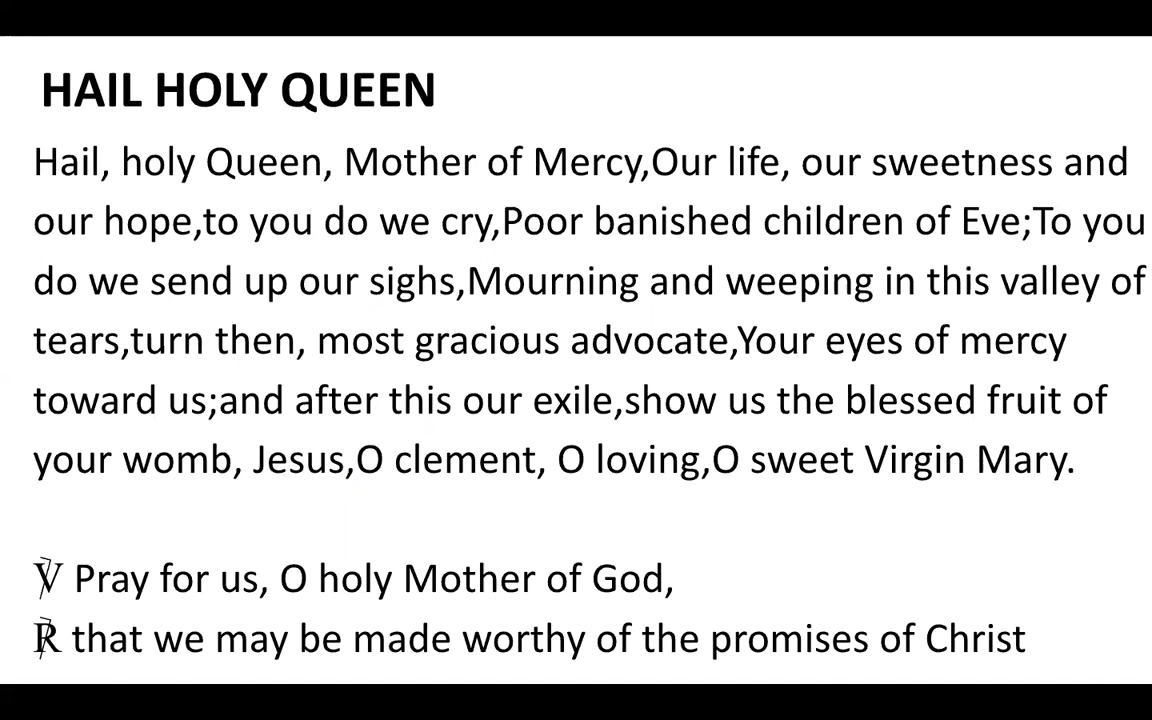 HAIL HOLY QUEEN
Hail, holy Queen, Mother of Mercy,Our life, our sweetness and
our hope,to you do we cry,Poor banished children of Eve;To you
do we send up our sighs,Mourning and weeping in this valley of
tears,turn then, most gracious advocate,Your eyes of mercy
toward us;and after this our exile,show us the blessed fruit of
your womb, Jesus,O clement, O loving,O sweet Virgin Mary.
℣ Pray for us, O holy Mother of God,
℟ that we may be made worthy of the promises of Christ